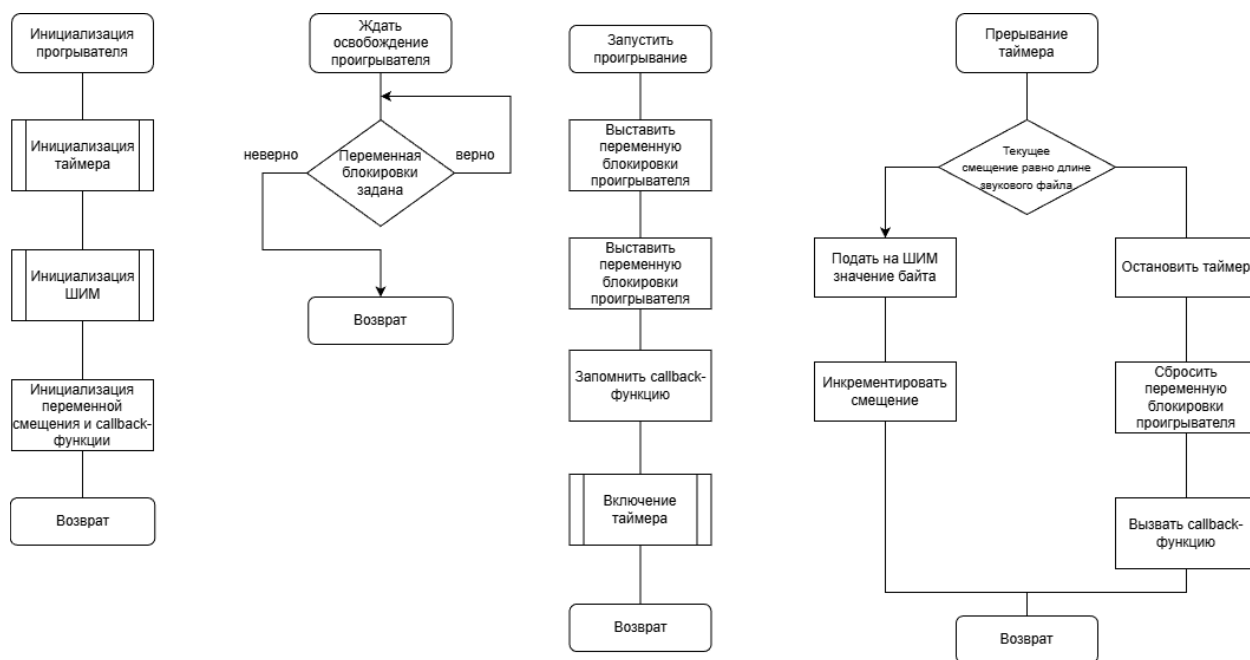 Инициализация
прогрывателя
Инициализация
таймера
Инициализация
ШИМ
Инициализация
переменной
смещения и callback-
функции
Возврат
Ждать
освобождение
проигрывателя
неверно
Переменная
блокировки
задана
верно
Возврат
Запустить
проигрывание
Выставить
переменную
блокировки
проигрывателя
Выставить
переменную
блокировки
проигрывателя
Запомнить callback-
функцию
Включение
таймера
Возврат
Прерывание
таймера
Текущее
смещение равно длине
звукового файла
Подать на ШИМ
значение байта
Инкрементировать
смещение
Остановить таймер
Сбросить
переменную
блокировки
проигрывателя
Вызвать callback-
функцию
Возврат